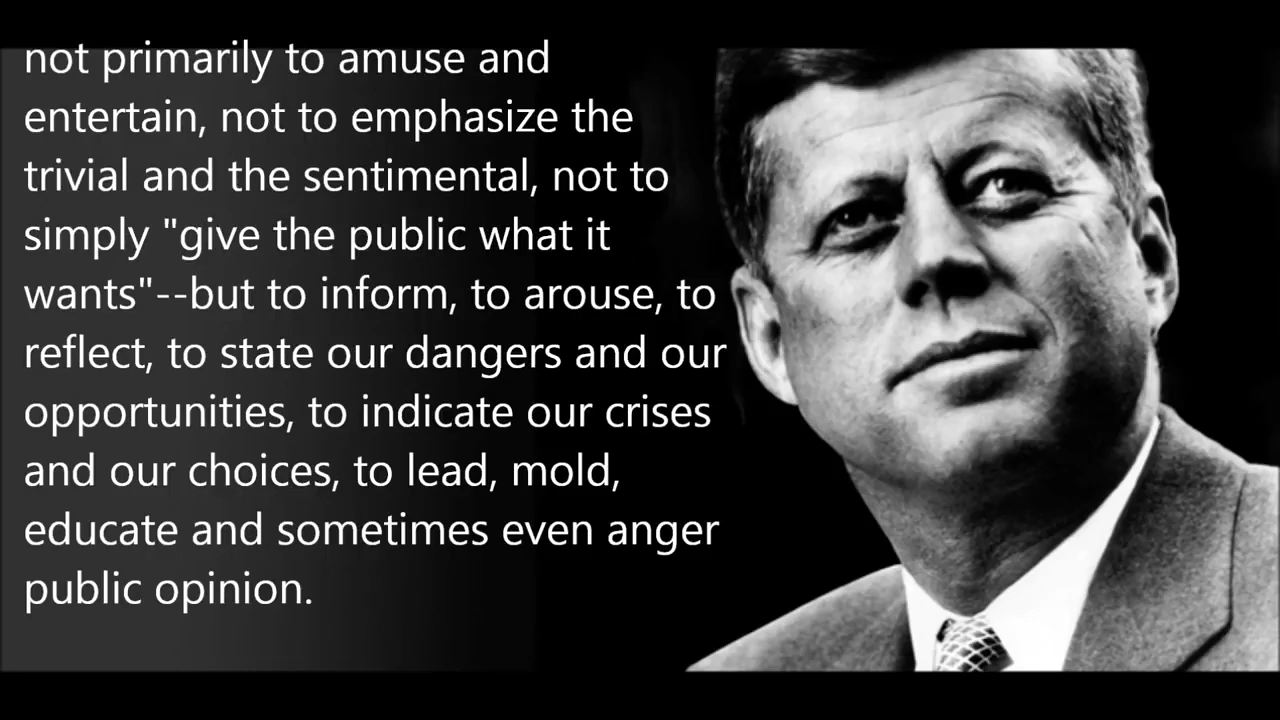 not primarily to amuse and
entertain, not to emphasize the
trivial and the sentimental, not to
simply "give the public what it
wants"--but to inform, to arouse, to
reflect, to state our dangers and our
opportunities, to indicate our crises
and our choices, to lead, mold,
educate and sometimes even anger
public opinion.